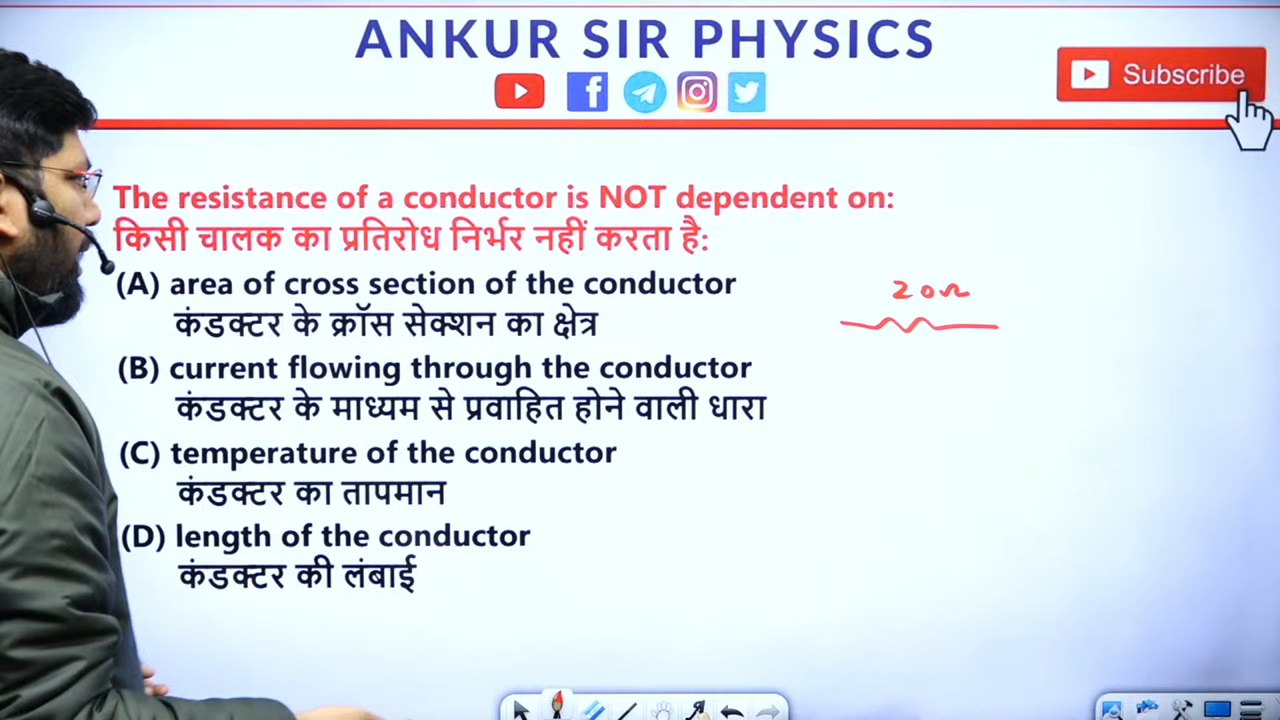 ANKUR SIR PHYSICS
Subscribe
The resistance of a conductor is NOT dependent on:
किसी चालक का प्रतिरोध निर्भर नहीं करता है:
(A) area of cross section of the conductor
कंडक्टर के क्रॉस सेक्शन का क्षेत्र
20Ω
(B) current flowing through the conductor
कंडक्टर के माध्यम से प्रवाहित होने वाली धारा
(C) temperature of the conductor
कंडक्टर का तापमान
(D) length of the conductor
कंडक्टर की लंबाई